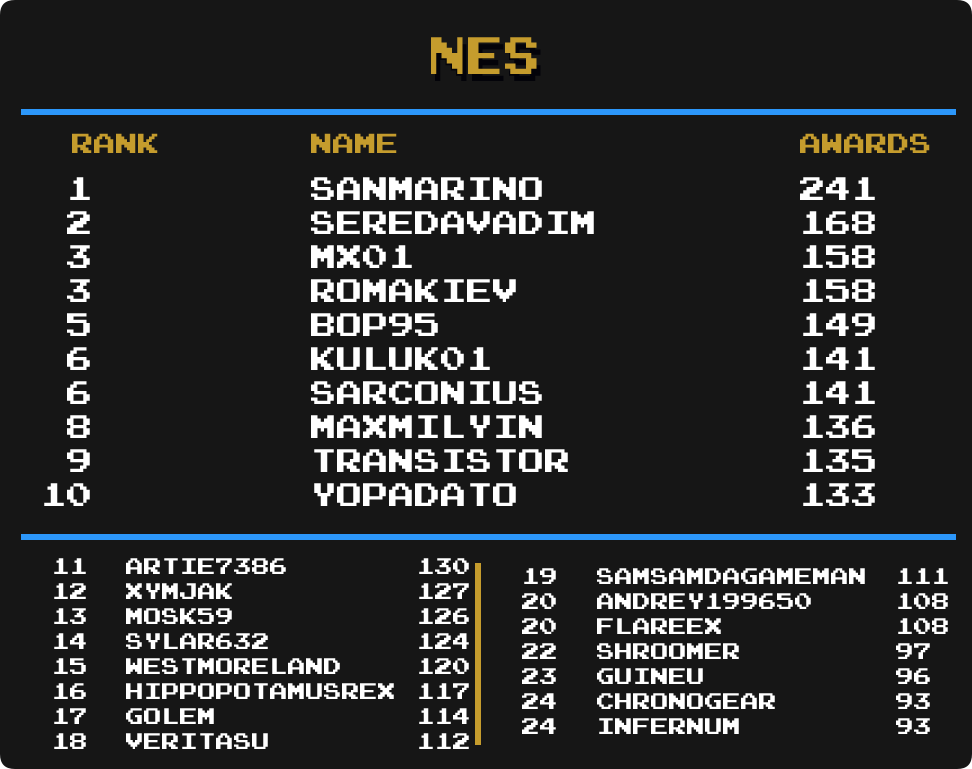 NES
RANK NAME AWARDS
1 SANMARINO 241
2 SEREDAVADIM 168
3 MX01 158
3 ROMAKIEV 158
5 BOP95 149
6 KULUK01 141
6 SARCONIUS 141
8 MAXMILYIN 136
9 TRANSISTOR 135
10 YOPADATO 133
11 ARTIE7386 130
12 XYMJAK 127
13 MOSK59 126
14 SYLAR632 124
15 WESTMORELAND 120
16 HIPPOPOTAMUSREX 117
17 GOLEM 114
18 VERITASU 112
19 SAMSAMDAGAMEMAN 111
20 ANDREY199650 108
20 FLAREEX 108
22 SHROOMER 97
23 GUINEU 96
24 CHRONOGEAR 93
24 INFERNUM 93